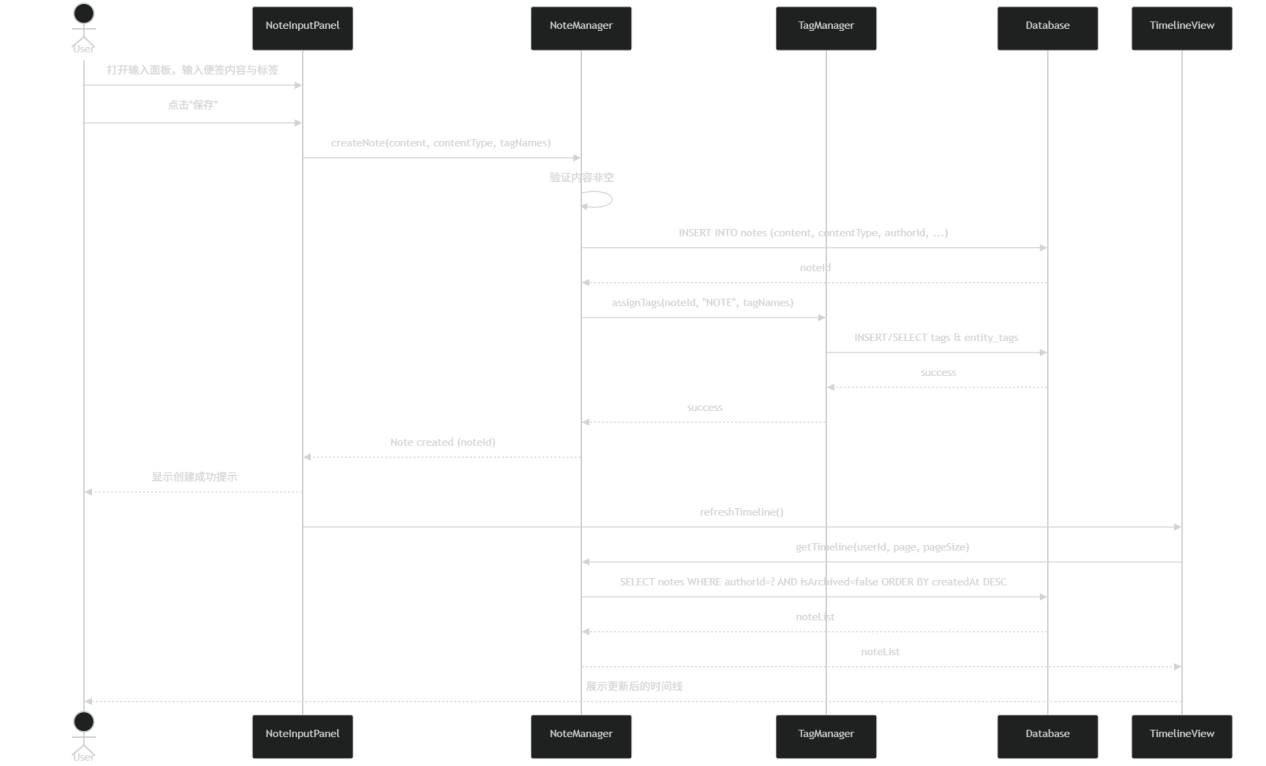 User
NoteInputPanel
NoteManager
TagManager
Database
TimelineView
打开输入面板，输入便签内容与标签
点击"保存"
createNote(content, contentType, tagNames)
验证内容非空
INSERT INTO notes (content, contentType, authorId, ...)
noteId
assignTags(noteId, "NOTE", tagNames)
INSERT/SELECT tags & entity_tags
success
success
Note created (noteId)
显示创建成功提示
refreshTimeline()
getTimeline(userId, page, pageSize)
SELECT notes WHERE authorId=? AND isArchived=false ORDER BY createdAt DESC
noteList
noteList
展示更新后的时间线
User
NoteInputPanel
NoteManager
TagManager
Database
TimelineView